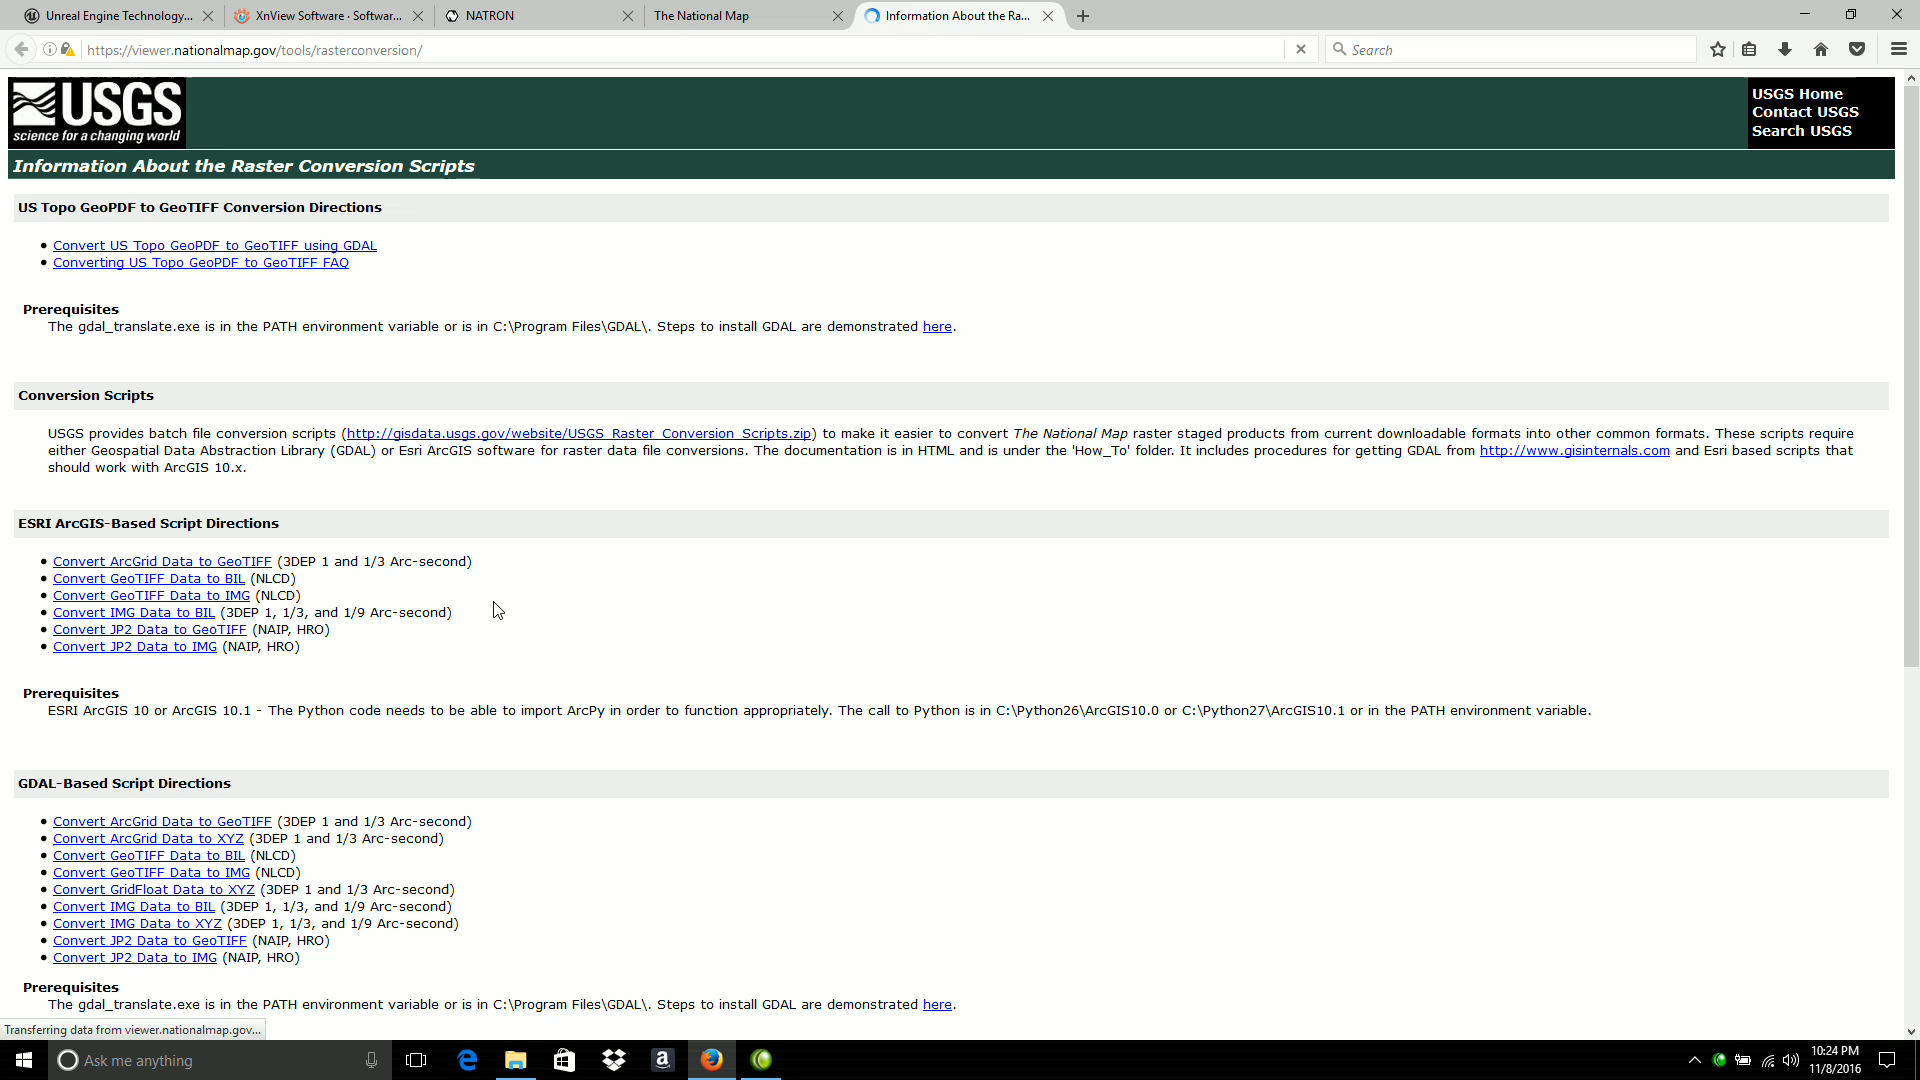 Unreal Engine Technology...
XnView Software · Softwar...
NATRON
The National Map
Information About the Ra...
https://viewer.nationalmap.gov/tools/rasterconversion/
Search
USGS
science for a changing world
USGS Home
Contact USGS
Search USGS
Information About the Raster Conversion Scripts
US Topo GeoPDF to GeoTIFF Conversion Directions
Convert US Topo GeoPDF to GeoTIFF using GDAL
Converting US Topo GeoPDF to GeoTIFF FAQ
Prerequisites
The gdal_translate.exe is in the PATH environment variable or is in C:\Program Files\GDAL\. Steps to install GDAL are demonstrated here.
Conversion Scripts
USGS provides batch file conversion scripts (http://gisdata.usgs.gov/website/USGS_Raster_Conversion_Scripts.zip) to make it easier to convert The National Map raster staged products from current downloadable formats into other common formats. These scripts require
either Geospatial Data Abstraction Library (GDAL) or Esri ArcGIS software for raster data file conversions. The documentation is in HTML and is under the 'How_To' folder. It includes procedures for getting GDAL from http://www.gisinternals.com and Esri based scripts that
should work with ArcGIS 10.x.
ESRI ArcGIS-Based Script Directions
Convert ArcGrid Data to GeoTIFF (3DEP 1 and 1/3 Arc-second)
Convert GeoTIFF Data to BIL (NLCD)
Convert GeoTIFF Data to IMG (NLCD)
Convert IMG Data to BIL (3DEP 1, 1/3, and 1/9 Arc-second)
Convert JP2 Data to GeoTIFF (NAIP, HRO)
Convert JP2 Data to IMG (NAIP, HRO)
Prerequisites
ESRI ArcGIS 10 or ArcGIS 10.1 - The Python code needs to be able to import ArcPy in order to function appropriately. The call to Python is in C:\Python26\ArcGIS10.0 or C:\Python27\ArcGIS10.1 or in the PATH environment variable.
GDAL-Based Script Directions
Convert ArcGrid Data to GeoTIFF (3DEP 1 and 1/3 Arc-second)
Convert ArcGrid Data to XYZ (3DEP 1 and 1/3 Arc-second)
Convert GeoTIFF Data to BIL (NLCD)
Convert GeoTIFF Data to IMG (NLCD)
Convert GridFloat Data to XYZ (3DEP 1 and 1/3 Arc-second)
Convert IMG Data to BIL (3DEP 1, 1/3, and 1/9 Arc-second)
Convert IMG Data to XYZ (3DEP 1, 1/3, and 1/9 Arc-second)
Convert JP2 Data to GeoTIFF (NAIP, HRO)
Convert JP2 Data to IMG (NAIP, HRO)
Prerequisites
The gdal_translate.exe is in the PATH environment variable or is in C:\Program Files\GDAL\. Steps to install GDAL are demonstrated here.
Transferring data from viewer.nationalmap.gov...
Ask me anything
10:24 PM
11/8/2016